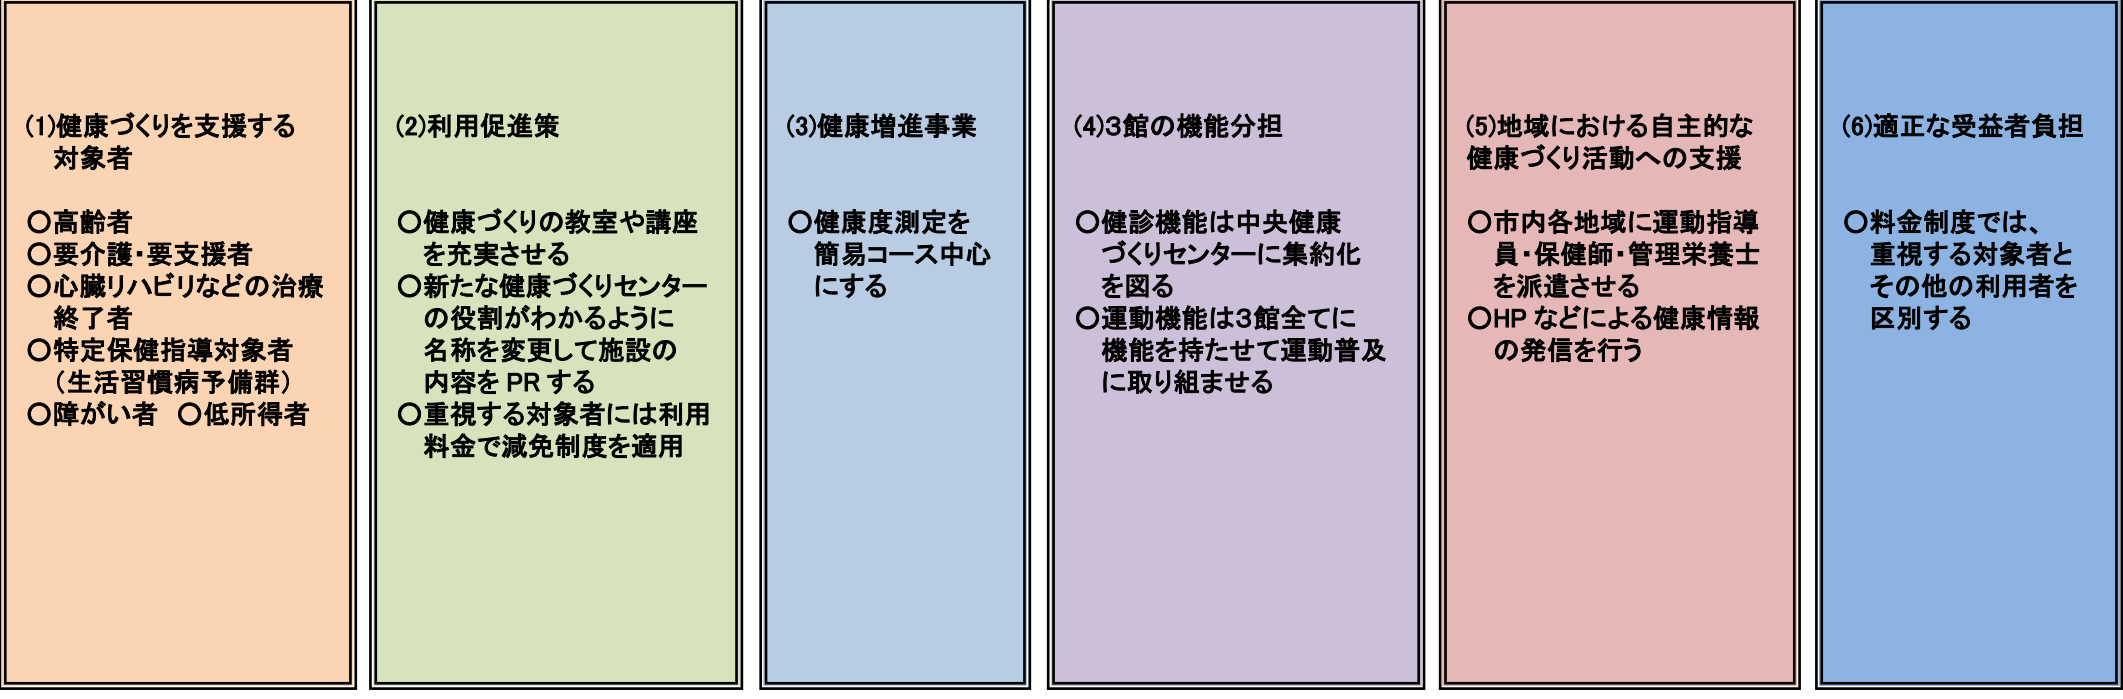 (1)健康づくりを支援する
対象者
○高齢者
○要介護・要支援者
○心臓リハビリなどの治療
終了者
○特定保健指導対象者
（生活習慣病予備群）
○障がい者　○低所得者
(2)利用促進策
○健康づくりの教室や講座
を充実させる
○新たな健康づくりセンター
の役割がわかるように
名称を変更して施設の
内容を PR する
○重視する対象者には利用
料金で減免制度を適用
(3)健康増進事業
○健康度測定を
簡易コース中心
にする
(4)３館の機能分担
○健診機能は中央健康
づくりセンターに集約化
を図る
○運動機能は３館全てに
機能を持たせて運動普及
に取り組ませる
(5)地域における自主的な
健康づくり活動への支援
○市内各地域に運動指導
員・保健師・管理栄養士
を派遣させる
○HP などによる健康情報
の発信を行う
(6)適正な受益者負担
○料金制度では、
重視する対象者と
その他の利用者を
区別する